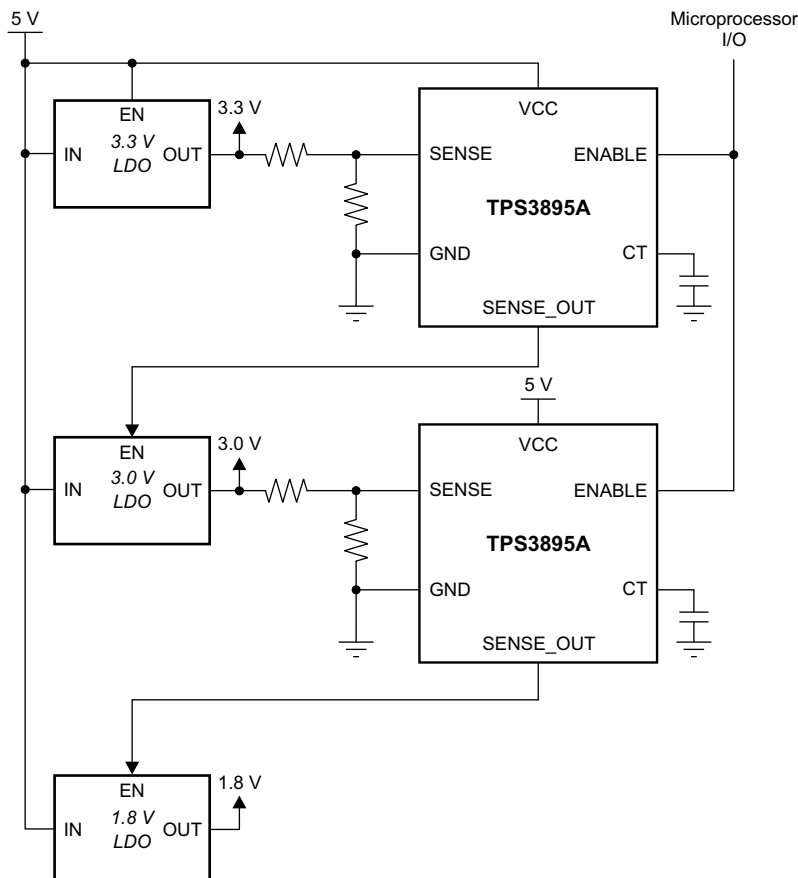 5 V
Microprocessor
I/O
EN
3.3 V
LDO
IN
OUT
3.3 V
VCC
SENSE
ENABLE
TPS3895A
GND
CT
SENSE_OUT
5 V
EN
3.0 V
LDO
IN
OUT
3.0 V
VCC
SENSE
ENABLE
TPS3895A
GND
CT
SENSE_OUT
EN
1.8 V
LDO
IN
OUT
1.8 V